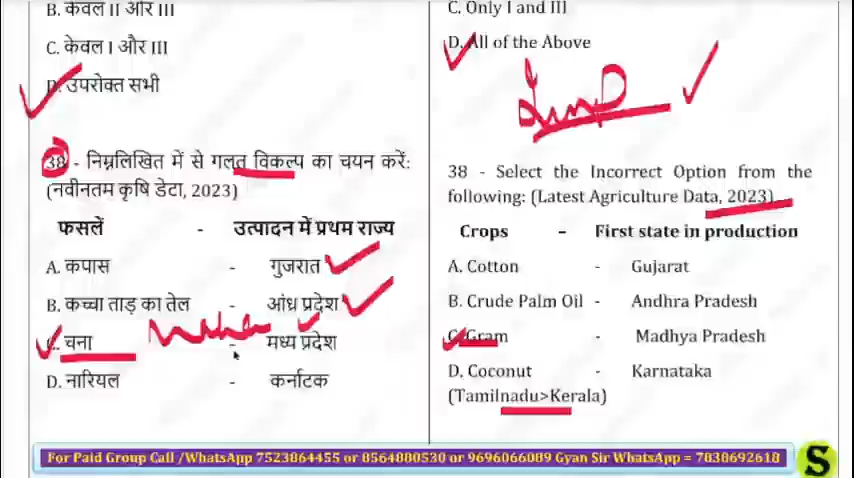 B. केवल II और III
C. केवल I और III
D. उपरोक्त सभी
38 - निम्नलिखित में से गलत विकल्प का चयन करें:
(नवीनतम कृषि डेटा, 2023)
फसलें - उत्पादन में प्रथम राज्य
A. कपास - गुजरात
B. कच्चा ताड़ का तेल - आंध्र प्रदेश
C. चना - मध्य प्रदेश
D. नारियल - कर्नाटक
C. Only I and III
D. All of the Above
Imp
38 - Select the Incorrect Option from the
following: (Latest Agriculture Data, 2023)
Crops – First state in production
A. Cotton - Gujarat
B. Crude Palm Oil - Andhra Pradesh
C. Gram - Madhya Pradesh
D. Coconut - Karnataka
(Tamilnadu>Kerala)
For Paid Group Call /WhatsApp 7523864455 or 8564880530 or 9696066089 Gyan Sir WhatsApp = 7038692618
S